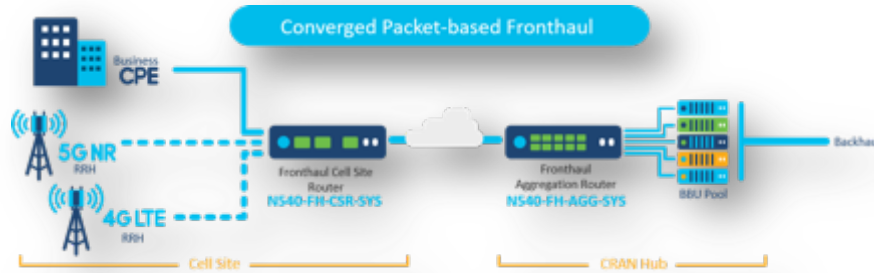 Converged Packet-based Fronthaul
Business
CPE
5G NR
RRH
4G LTE
RRH
Fronthaul Cell Site
Router
N540-FH-CSR-SYS
Fronthaul
Aggregation Router
N540-FH-AGG-SYS
BBU Pool
Backhaul
Cell Site
CRAN Hub